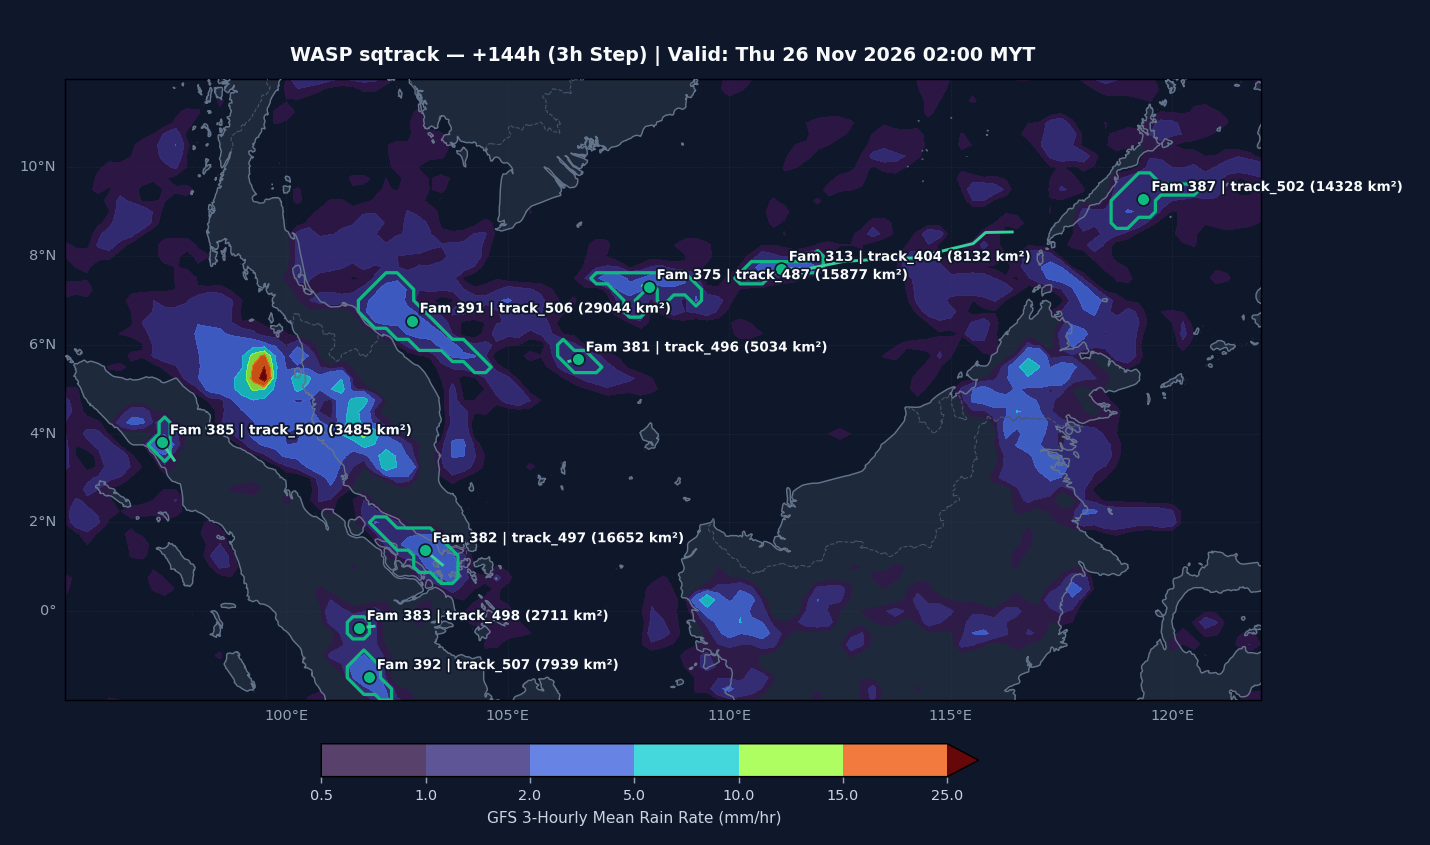 WASP sqtrack — +144h (3h Step) | Valid: Thu 26 Nov 2026 02:00 MYT
10°N
8°N
6°N
4°N
2°N
0°
Fam 387 | track_502 (14328 km²)
Fam 313 | track_404 (8132 km²)
Fam 375 | track_487 (15877 km²)
Fam 391 | track_506 (29044 km²)
Fam 381 | track_496 (5034 km²)
Fam 385 | track_500 (3485 km²)
Fam 382 | track_497 (16652 km²)
Fam 383 | track_498 (2711 km²)
Fam 392 | track_507 (7939 km²)
100°E 105°E 110°E 115°E 120°E
0.5 1.0 2.0 5.0 10.0 15.0 25.0
GFS 3-Hourly Mean Rain Rate (mm/hr)